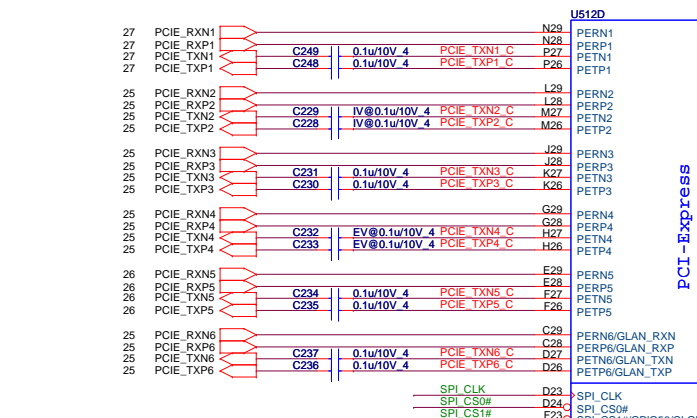 U512D
27 PCIE_RXN1 N29 PERN1
27 PCIE_RXP1 N28 PERP1
27 PCIE_TXN1 C249 0.1u/10V_4 PCIE_TXN1_C P27 PETN1
27 PCIE_TXP1 C248 0.1u/10V_4 PCIE_TXP1_C P26 PETP1
25 PCIE_RXN2 L29 PERN2
25 PCIE_RXP2 L28 PERP2
25 PCIE_TXN2 C229 IV@0.1u/10V_4 PCIE_TXN2_C M27 PETN2
25 PCIE_TXP2 C228 IV@0.1u/10V_4 PCIE_TXP2_C M26 PETP2
25 PCIE_RXN3 J29 PERN3
25 PCIE_RXP3 J28 PERP3
25 PCIE_TXN3 C231 0.1u/10V_4 PCIE_TXN3_C K27 PETN3
25 PCIE_TXP3 C230 0.1u/10V_4 PCIE_TXP3_C K26 PETP3
25 PCIE_RXN4 G29 PERN4
25 PCIE_RXP4 G28 PERP4
25 PCIE_TXN4 C232 EV@0.1u/10V_4 PCIE_TXN4_C H27 PETN4
25 PCIE_TXP4 C233 EV@0.1u/10V_4 PCIE_TXP4_C H26 PETP4
26 PCIE_RXN5 E29 PERN5
26 PCIE_RXP5 E28 PERP5
26 PCIE_TXN5 C234 0.1u/10V_4 PCIE_TXN5_C F27 PETN5
26 PCIE_TXP5 C235 0.1u/10V_4 PCIE_TXP5_C F26 PETP5
25 PCIE_RXN6 C29 PERN6/GLAN_RXN
25 PCIE_RXP6 C28 PERP6/GLAN_RXP
25 PCIE_TXN6 C237 0.1u/10V_4 PCIE_TXN6_C D27 PETN6/GLAN_TXN
25 PCIE_TXP6 C236 0.1u/10V_4 PCIE_TXP6_C D26 PETP6/GLAN_TXP
PCI-Express
SPI_CLK D23 SPI_CLK
SPI_CS0# D24 SPI_CS0#
SPI_CS1# F23